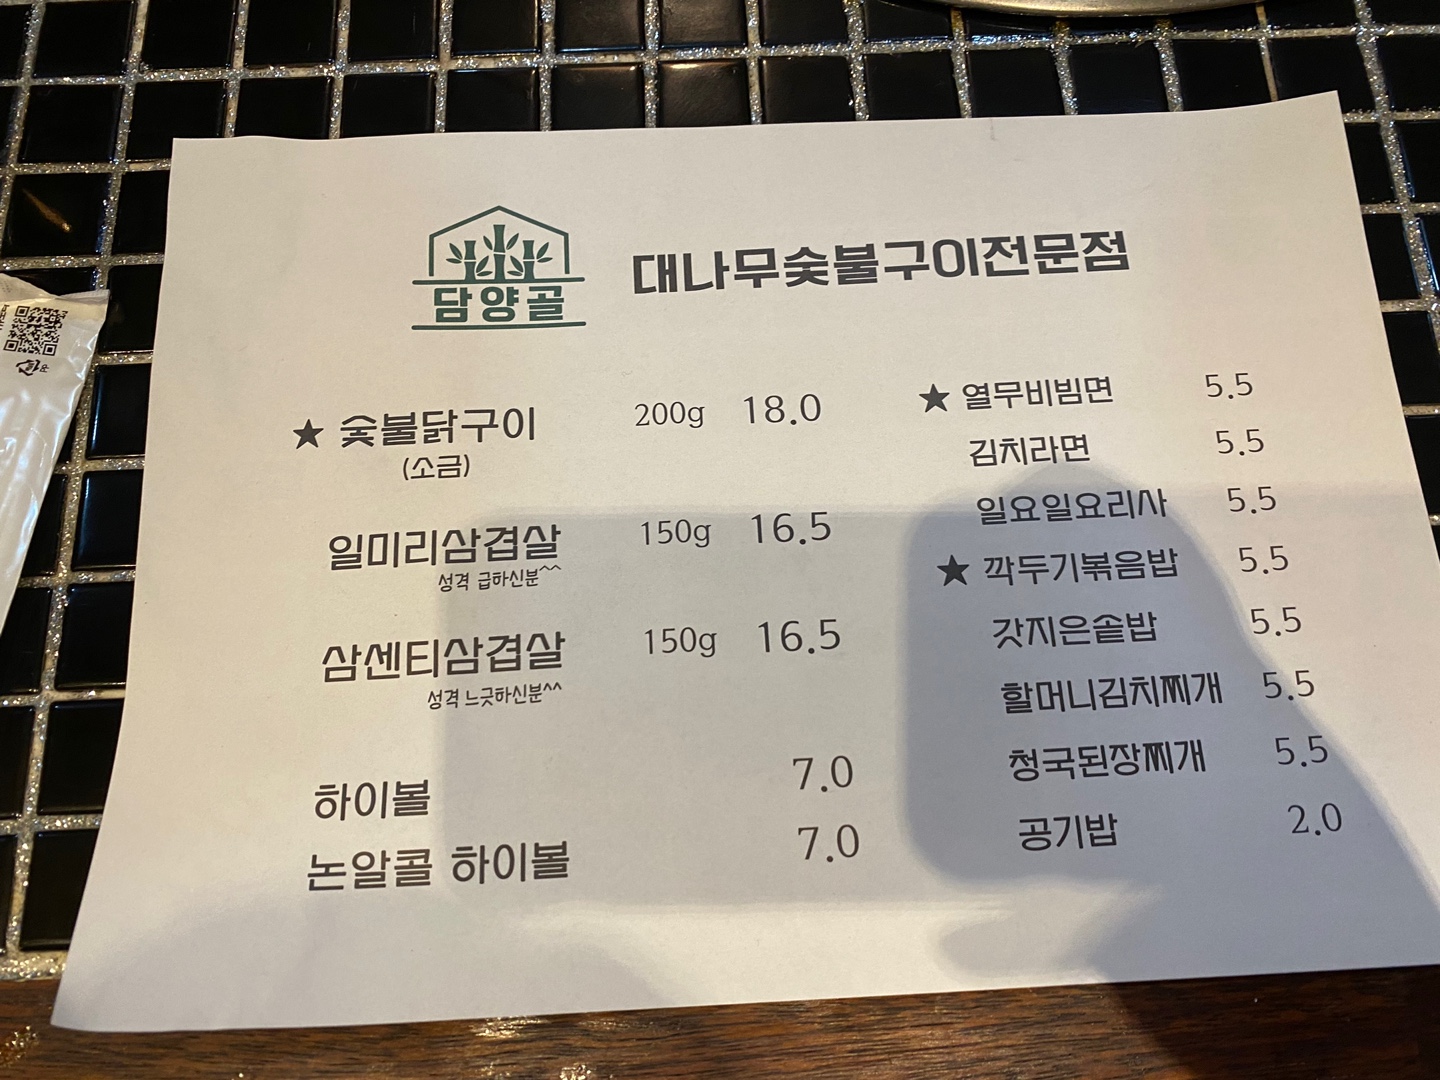 담양골
대나무숯불구이전문점
★ 숯불닭구이 200g 18.0
(소금)
일미리삼겹살 150g 16.5
성격 급하신분^^
삼센티삼겹살 150g 16.5
성격 느긋하신분^^
하이볼 7.0
논알콜 하이볼 7.0
★ 열무비빔면 5.5
김치라면 5.5
일요일요리사 5.5
★ 깍두기볶음밥 5.5
갓지은솥밥 5.5
할머니김치찌개 5.5
청국된장찌개 5.5
공기밥 2.0